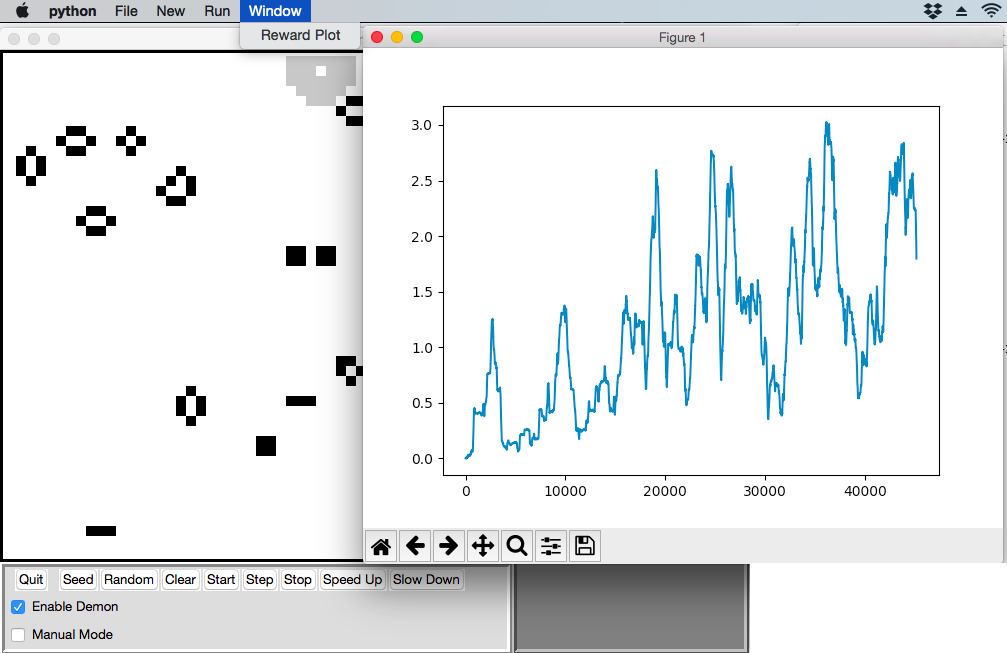 python File New Run Window
Reward Plot
Figure 1
3.0
2.5
2.0
1.5
1.0
0.5
0.0
0 10000 20000 30000 40000
Quit Seed Random Clear Start Step Stop Speed Up Slow Down
Enable Demon
Manual Mode